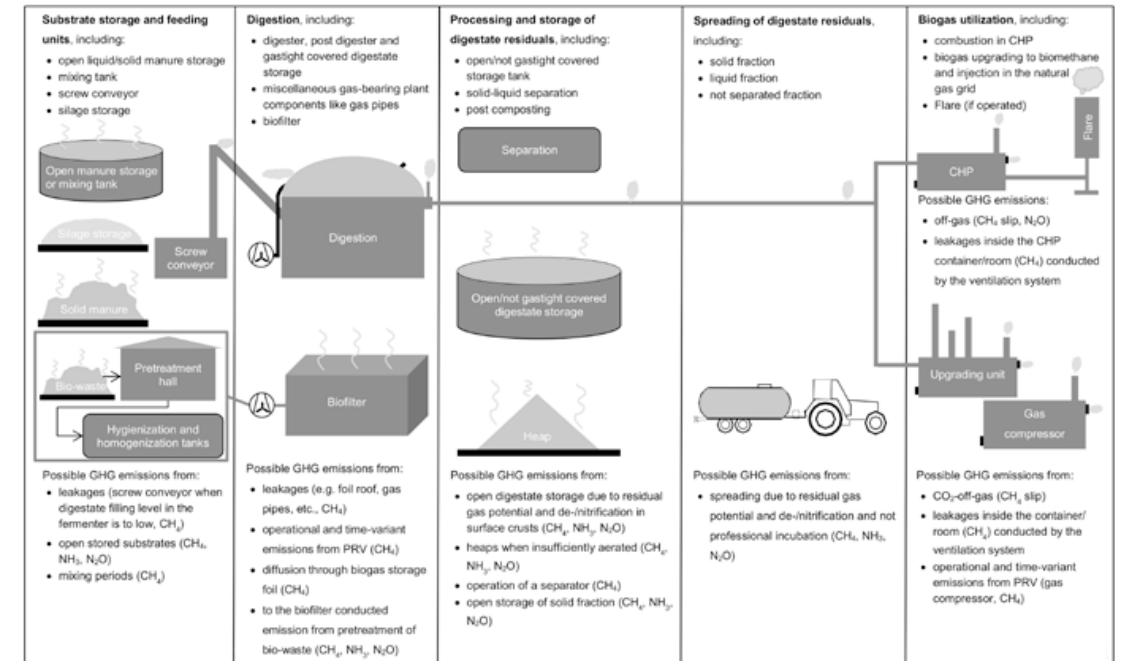 Substrate storage and feeding
units, including:
• open liquid/solid manure storage
• mixing tank
• screw conveyor
• silage storage
Open manure storage
or mixing tank
Silage storage
Screw
conveyor
Solid manure
Bio-waste
Pretreatment
hall
Hygienization and
homogenization tanks
Possible GHG emissions from:
• leakages (screw conveyor when
digestate filling level in the
fermenter is to low, CH₄)
• open stored substrates (CH₄,
NH₃, N₂O)
• mixing periods (CH₄)
Digestion, including:
• digester, post digester and
gastight covered digestate
storage
• miscellaneous gas-bearing plant
components like gas pipes
• biofilter
Digestion
Biofilter
Possible GHG emissions from:
• leakages (e.g. foil roof, gas
pipes, etc., CH₄)
• operational and time-variant
emissions from PRV (CH₄)
• diffusion through biogas storage
foil (CH₄)
• to the biofilter conducted
emission from pretreatment of
bio-waste (CH₄, NH₃, N₂O)
Processing and storage of
digestate residuals, including:
• open/not gastight covered
storage tank
• solid-liquid separation
• post composting
Separation
Open/not gastight covered
digestate storage
Heap
Possible GHG emissions from:
• open digestate storage due to residual
gas potential and de-/nitrification in
surface crusts (CH₄, NH₃, N₂O)
• heaps when insufficiently aerated (CH₄,
NH₃, N₂O)
• operation of a separator (CH₄)
• open storage of solid fraction (CH₄, NH₃,
N₂O)
Spreading of digestate residuals,
including:
• solid fraction
• liquid fraction
• not separated fraction
Possible GHG emissions from:
• spreading due to residual gas
potential and de-/nitrification and not
professional incubation (CH₄, NH₃,
N₂O)
Biogas utilization, including:
• combustion in CHP
• biogas upgrading to biomethane
and injection in the natural
gas grid
• Flare (if operated)
Flare
CHP
Possible GHG emissions:
• off-gas (CH₄ slip, N₂O)
• leakages inside the CHP
container/room (CH₄) conducted
by the ventilation system
Upgrading unit
Gas
compressor
Possible GHG emissions from:
• CO₂-off-gas (CH₄ slip)
• leakages inside the container/
room (CH₄) conducted by the
ventilation system
• operational and time-variant
emissions from PRV (gas
compressor, CH₄)